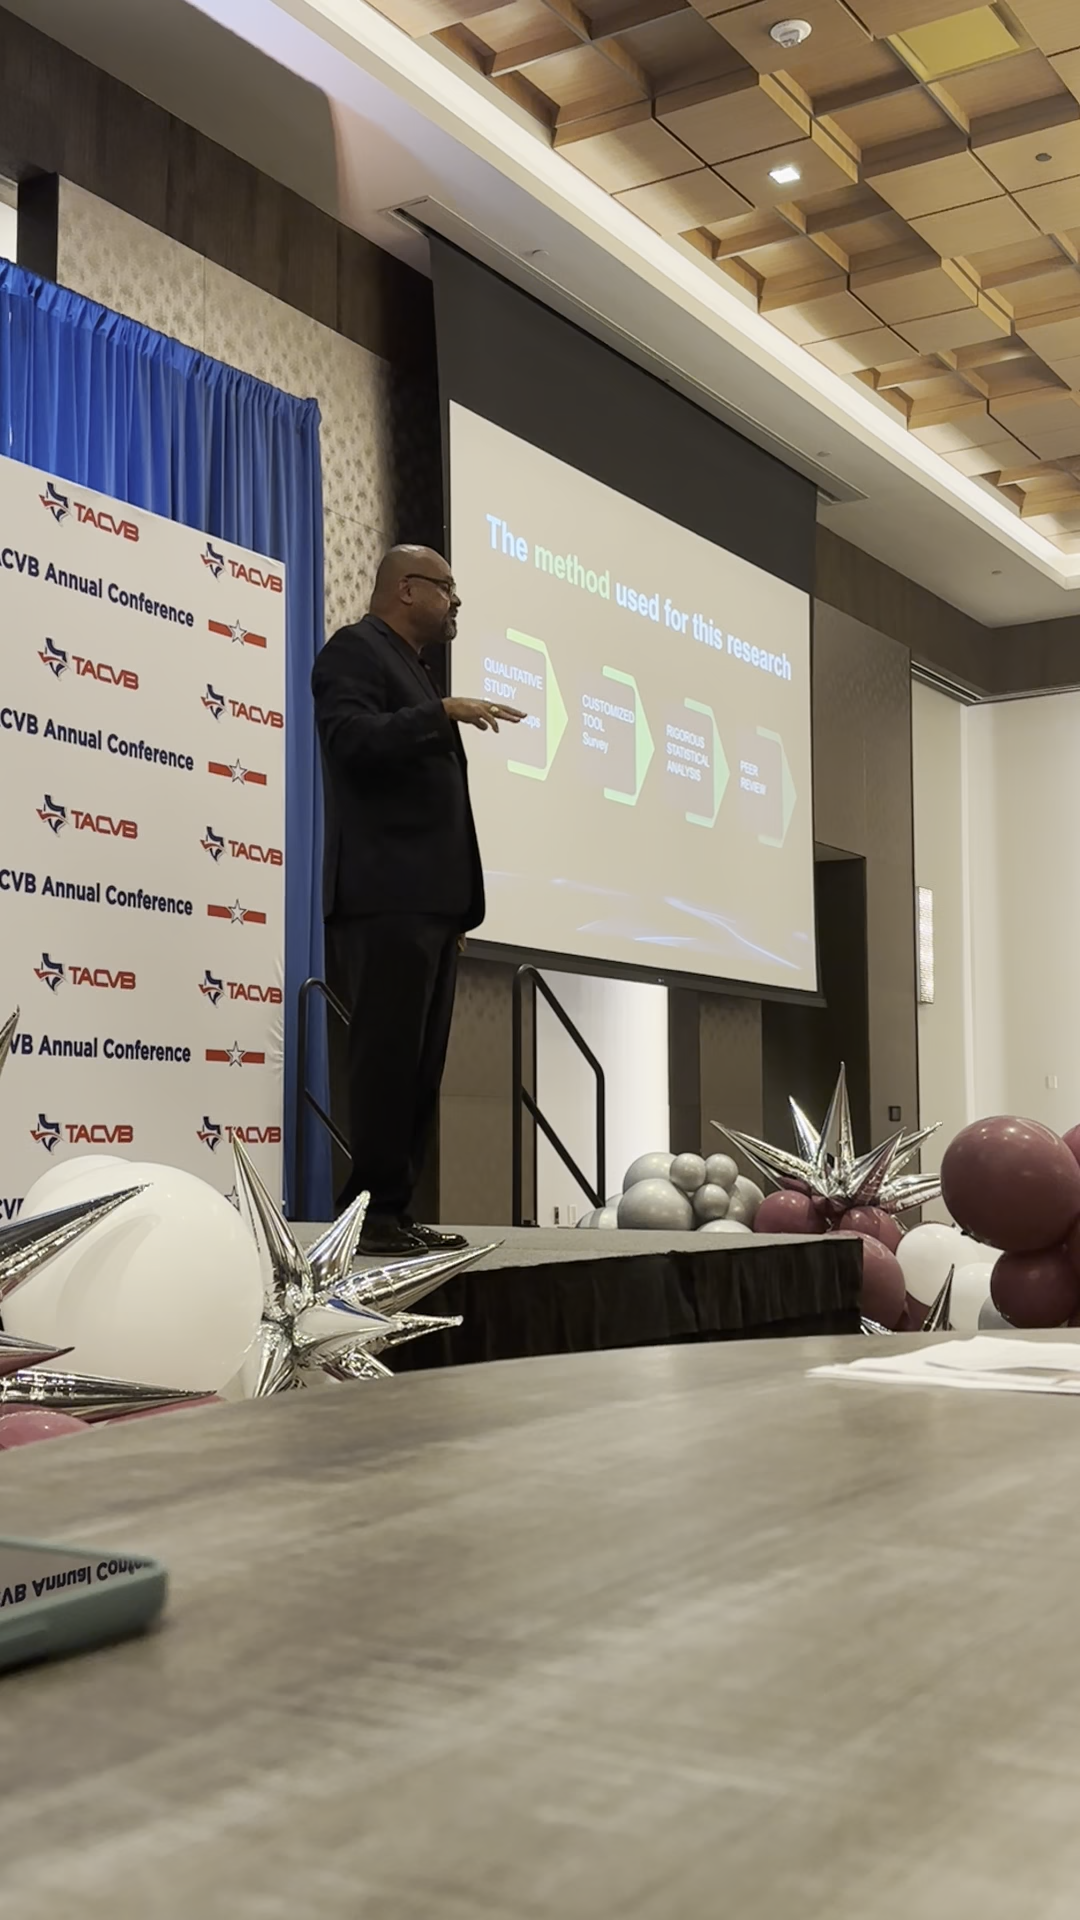 TACVB
TACVB
CVB Annual Conference
TACVB
TACVB
CVB Annual Conference
TACVB
TACVB
CVB Annual Conference
TACVB
TACVB
VB Annual Conference
TACVB
TACVB
The method used for this research
QUALITATIVE
STUDY
CUSTOMIZED
TOOL
Survey
RIGOROUS
STATISTICAL
ANALYSIS
PEER
REVIEW
VB Annual